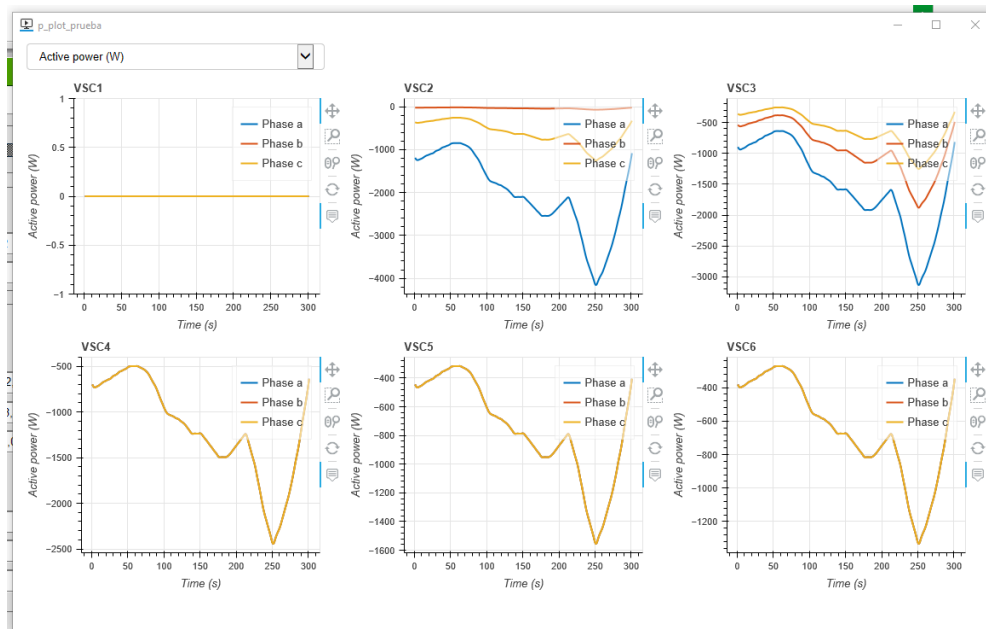 p_plot_prueba
Active power (W)
VSC1
Active power (W)
1
0.5
0
−0.5
−1
Phase a
Phase b
Phase c
0 50 100 150 200 250 300
Time (s)
VSC2
Active power (W)
0
−1000
−2000
−3000
−4000
Phase a
Phase b
Phase c
0 50 100 150 200 250 300
Time (s)
VSC3
Active power (W)
−500
−1000
−1500
−2000
−2500
−3000
Phase a
Phase b
Phase c
0 50 100 150 200 250 300
Time (s)
VSC4
Active power (W)
−500
−1000
−1500
−2000
−2500
Phase a
Phase b
Phase c
0 50 100 150 200 250 300
Time (s)
VSC5
Active power (W)
−400
−600
−800
−1000
−1200
−1400
−1600
Phase a
Phase b
Phase c
0 50 100 150 200 250 300
Time (s)
VSC6
Active power (W)
−400
−600
−800
−1000
−1200
Phase a
Phase b
Phase c
0 50 100 150 200 250 300
Time (s)